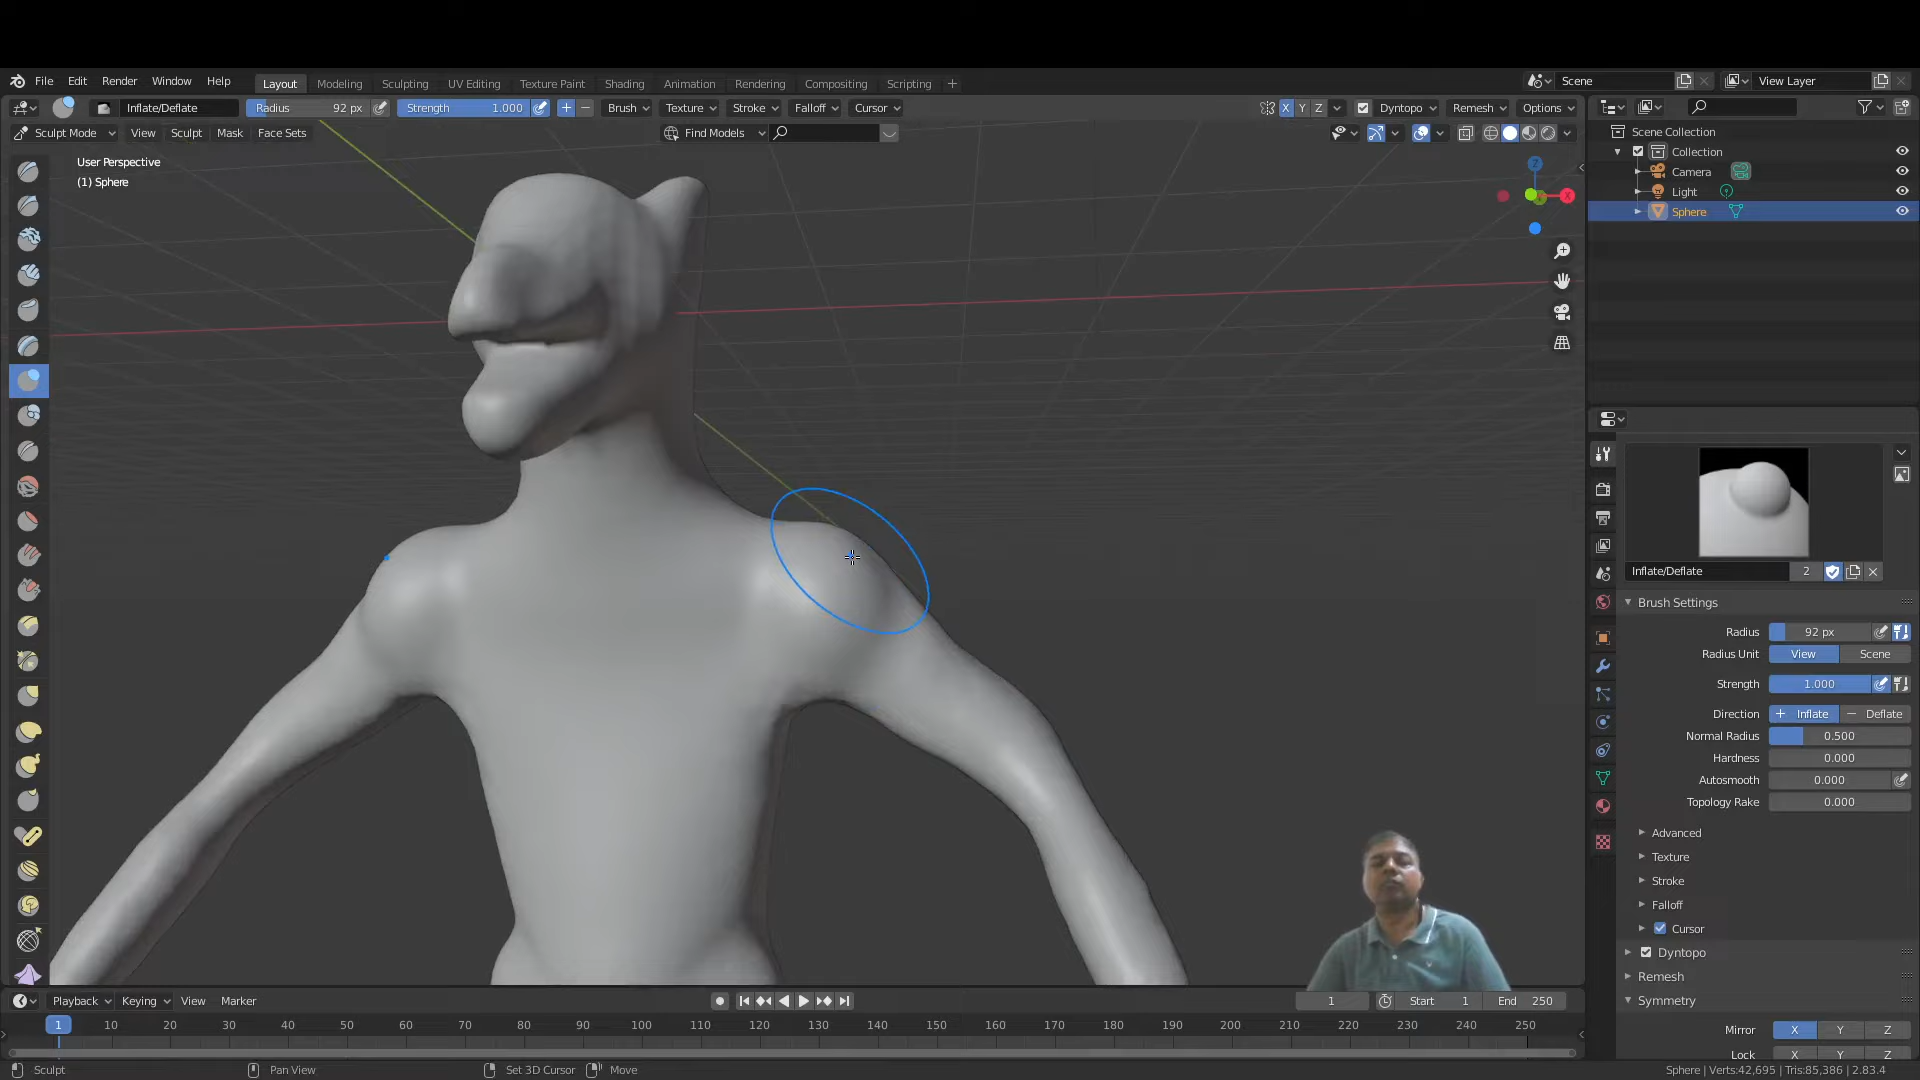 File Edit Render Window Help Layout Modeling Sculpting UV Editing Texture Paint Shading Animation Rendering Compositing Scripting + Scene View Layer
Inflate/Deflate Radius 92 px Strength 1.000 + − Brush Texture Stroke Falloff Cursor X Y Z Dyntopo Remesh Options
Sculpt Mode View Sculpt Mask Face Sets Find Models
User Perspective
(1) Sphere
Z
X
Scene Collection
Collection
Camera
Light
Sphere
Inflate/Deflate 2
Brush Settings
Radius 92 px
Radius Unit View Scene
Strength 1.000
Direction + Inflate − Deflate
Normal Radius 0.500
Hardness 0.000
Autosmooth 0.000
Topology Rake 0.000
Advanced
Texture
Stroke
Falloff
Cursor
Dyntopo
Remesh
Symmetry
Mirror X Y Z
Lock X Y Z
Playback Keying View Marker 1 Start 1 End 250
1 10 20 30 40 50 60 70 80 90 100 110 120 130 140 150 160 170 180 190 200 210 220 230 240 250
Sculpt Pan View Set 3D Cursor Move Sphere | Verts:42,695 | Tris:85,386 | 2.83.4